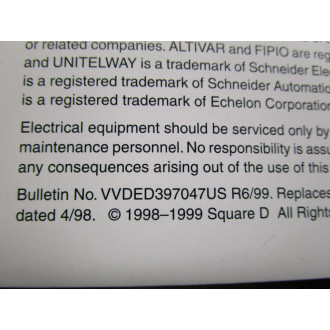 or related companies. ALTIVAR and FIPIO are reg
and UNITELWAY is a trademark of Schneider Ele
is a registered trademark of Schneider Automatio
is a registered trademark of Echelon Corporation
Electrical equipment should be serviced only by
maintenance personnel. No responsibility is assu
any consequences arising out of the use of this
Bulletin No. VVDED397047US R6/99. Replaces
dated 4/98. © 1998–1999 Square D All Rights